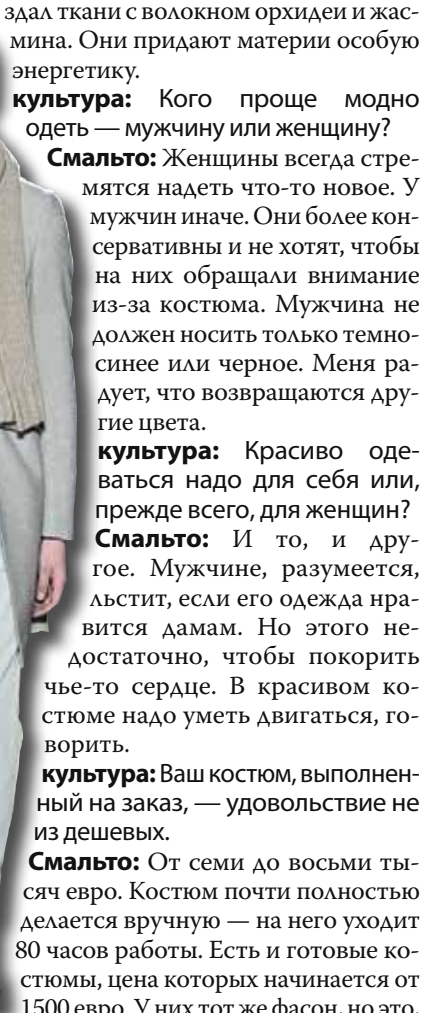 здал ткани с волокном орхидеи и жас-
мина. Они придают материи особую
энергетику.
культура: Кого проще модно
одеть — мужчину или женщину?
Смальто: Женщины всегда стре-
мятся надеть что-то новое. У
мужчин иначе. Они более кон-
сервативны и не хотят, чтобы
на них обращали внимание
из-за костюма. Мужчина не
должен носить только темно-
синее или черное. Меня ра-
дует, что возвращаются дру-
гие цвета.
культура: Красиво оде-
ваться надо для себя или,
прежде всего, для женщин?
Смальто: И то, и дру-
гое. Мужчине, разумеется,
льстит, если его одежда нра-
вится дамам. Но этого не-
достаточно, чтобы покорить
чье-то сердце. В красивом ко-
стюме надо уметь двигаться, го-
ворить.
культура: Ваш костюм, выполнен-
ный на заказ, — удовольствие не
из дешевых.
Смальто: От семи до восьми ты-
сяч евро. Костюм почти полностью
делается вручную — на него уходит
80 часов работы. Есть и готовые ко-
стюмы, цена которых начинается от
1500 евро. У них тот же фасон, но это,